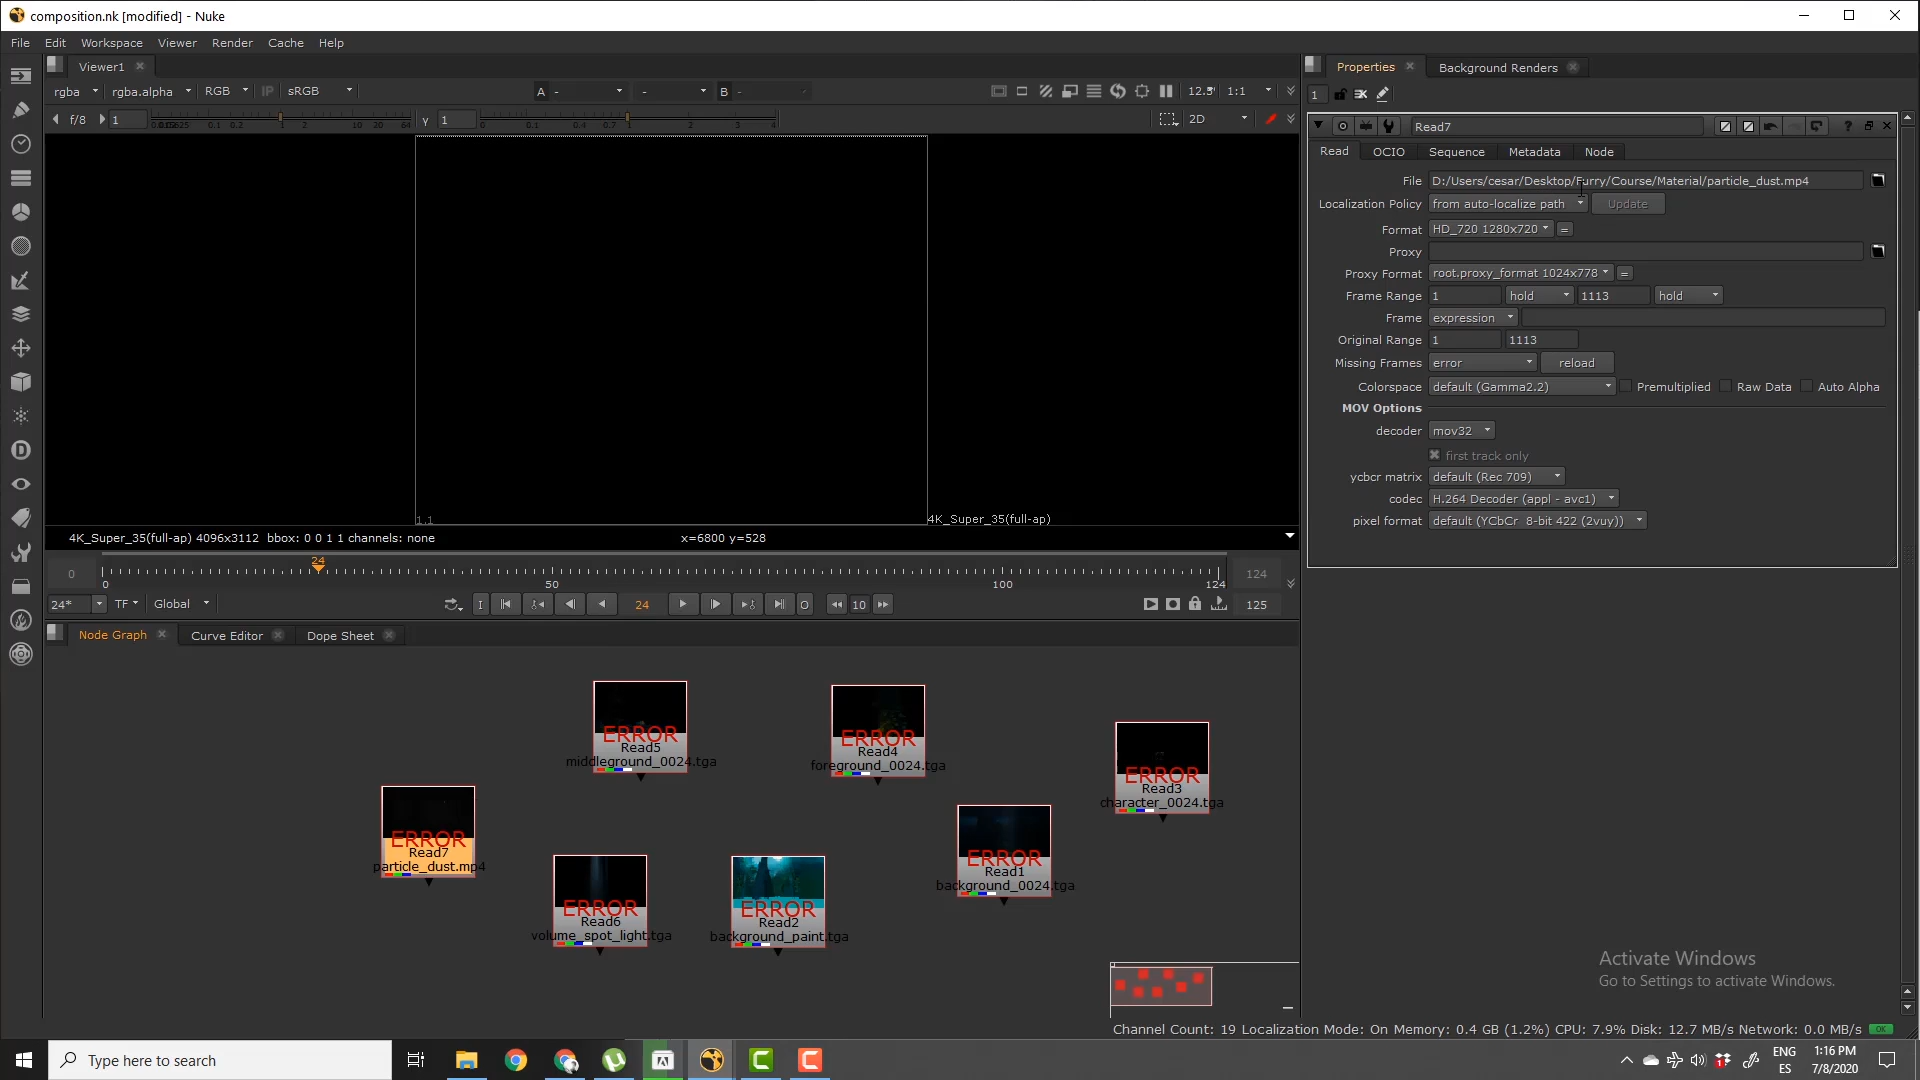 composition.nk [modified] - Nuke
File Edit Workspace Viewer Render Cache Help
Viewer1
rgba rgba.alpha RGB IP sRGB A - - B - 1:1
f/8 1 y 1 2D
1,1
4K_Super_35(full-ap)
4K_Super_35(full-ap) 4096x3112 bbox: 0 0 1 1 channels: none x=6800 y=528
0 24 124
0 50 100 124
24* TF Global I 24 O 10 125
Node Graph Curve Editor Dope Sheet
ERROR
Read5
middleground_0024.tga
ERROR
Read4
foreground_0024.tga
ERROR
Read3
character_0024.tga
ERROR
Read7
particle_dust.mp4
ERROR
Read1
background_0024.tga
ERROR
Read6
volume_spot_light.tga
ERROR
Read2
background_paint.tga
Properties Background Renders
1
Read7
Read OCIO Sequence Metadata Node
File D:/Users/cesar/Desktop/Furry/Course/Material/particle_dust.mp4
Localization Policy from auto-localize path Update
Format HD_720 1280x720 =
Proxy
Proxy Format root.proxy_format 1024x778 =
Frame Range 1 hold 1113 hold
Frame expression
Original Range 1 1113
Missing Frames error reload
Colorspace default (Gamma2.2) Premultiplied Raw Data Auto Alpha
MOV Options
decoder mov32
first track only
ycbcr matrix default (Rec 709)
codec H.264 Decoder (appl - avc1)
pixel format default (YCbCr 8-bit 422 (2vuy))
Activate Windows
Go to Settings to activate Windows.
Channel Count: 19 Localization Mode: On Memory: 0.4 GB (1.2%) CPU: 7.9% Disk: 12.7 MB/s Network: 0.0 MB/s OK
Type here to search
ENG
ES
1:16 PM
7/8/2020